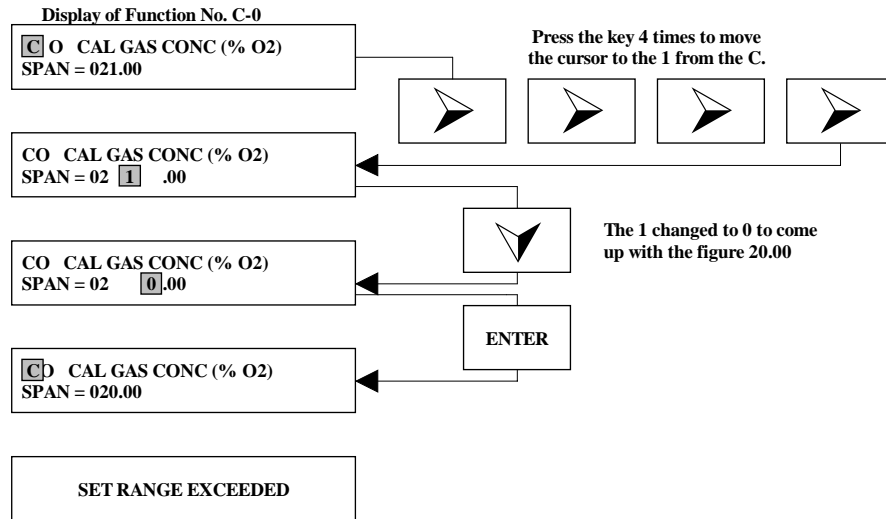 Display of Function No. C-0
C O CAL GAS CONC (% O2)
SPAN = 021.00
Press the key 4 times to move
the cursor to the 1 from the C.
CO CAL GAS CONC (% O2)
SPAN = 02 1 .00
The 1 changed to 0 to come
up with the figure 20.00
CO CAL GAS CONC (% O2)
SPAN = 02 0 .00
ENTER
CO CAL GAS CONC (% O2)
SPAN = 020.00
SET RANGE EXCEEDED